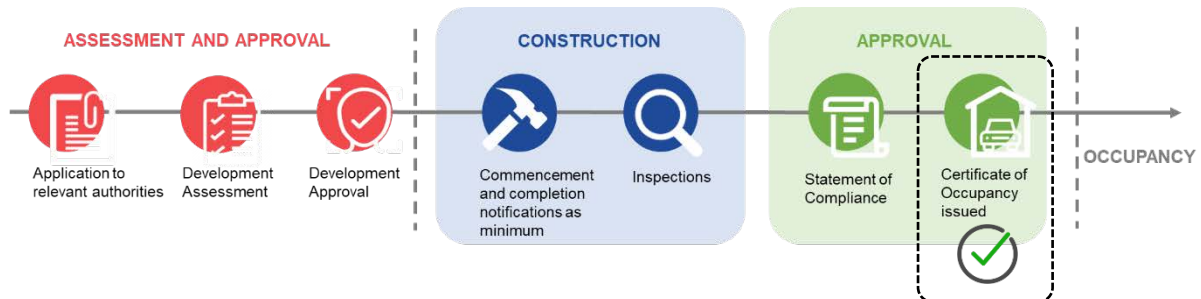 ASSESSMENT AND APPROVAL
CONSTRUCTION
APPROVAL
Application to
relevant authorities
Development
Assessment
Development
Approval
Commencement
and completion
notifications as
minimum
Inspections
Statement of
Compliance
Certificate of
Occupancy
issued
OCCUPANCY